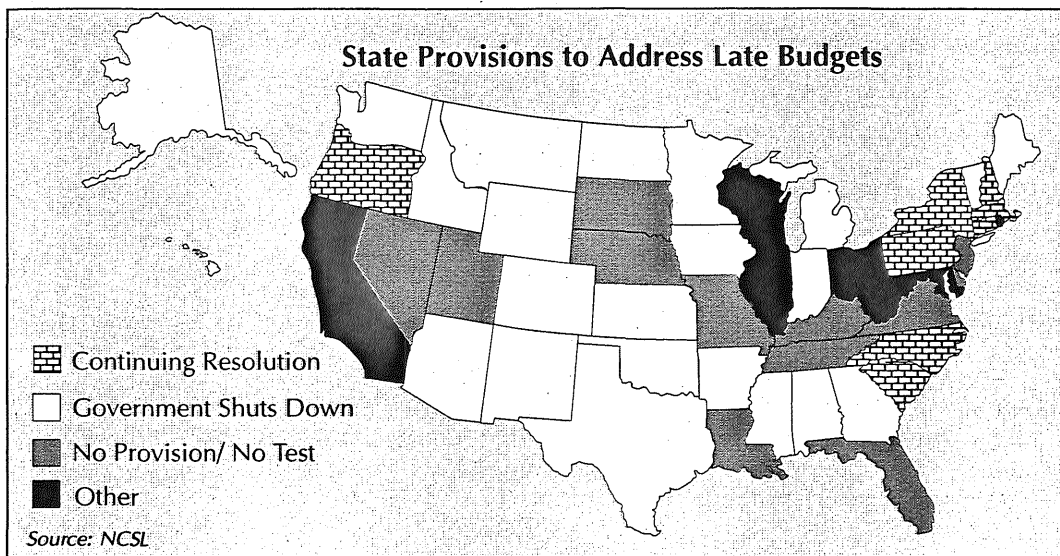 State Provisions to Address Late Budgets
Continuing Resolution
Government Shuts Down
No Provision/ No Test
Other
Source: NCSL